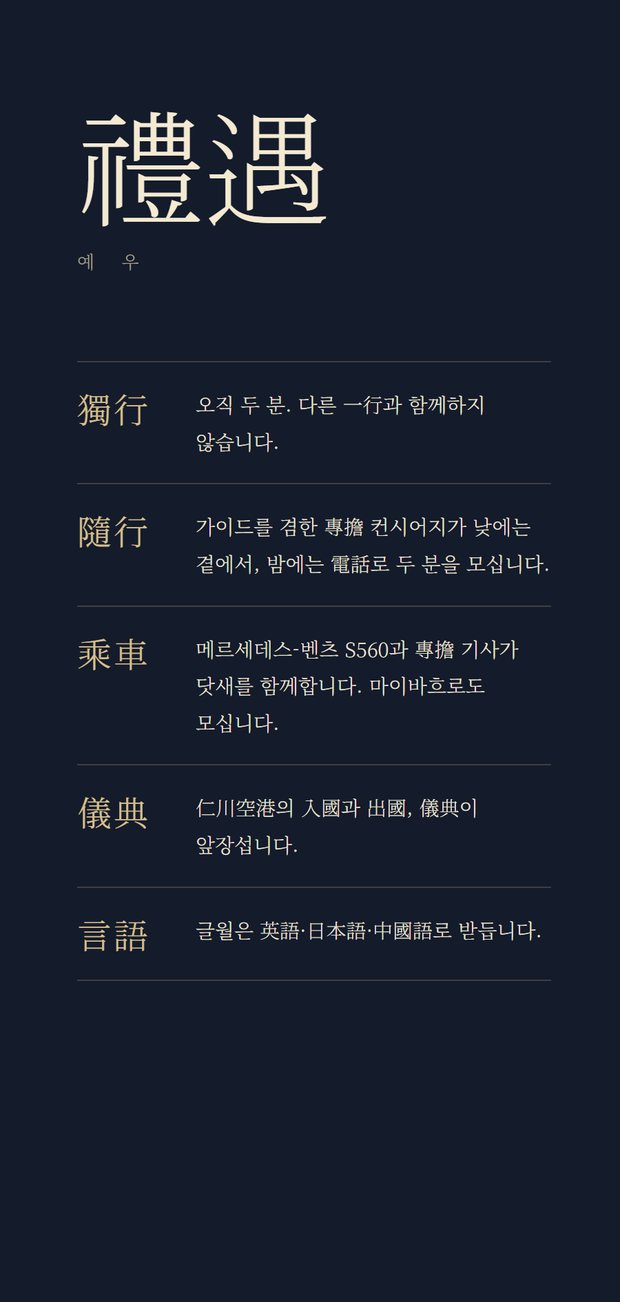 禮遇
예 우
獨行
오직 두 분. 다른 一行과 함께하지
않습니다.
隨行
가이드를 겸한 專擔 컨시어지가 낮에는
곁에서, 밤에는 電話로 두 분을 모십니다.
乘車
메르세데스-벤츠 S560과 專擔 기사가
닷새를 함께합니다. 마이바흐로도
모십니다.
儀典
仁川空港의 入國과 出國, 儀典이
앞장섭니다.
言語
글월은 英語·日本語·中國語로 받듭니다.